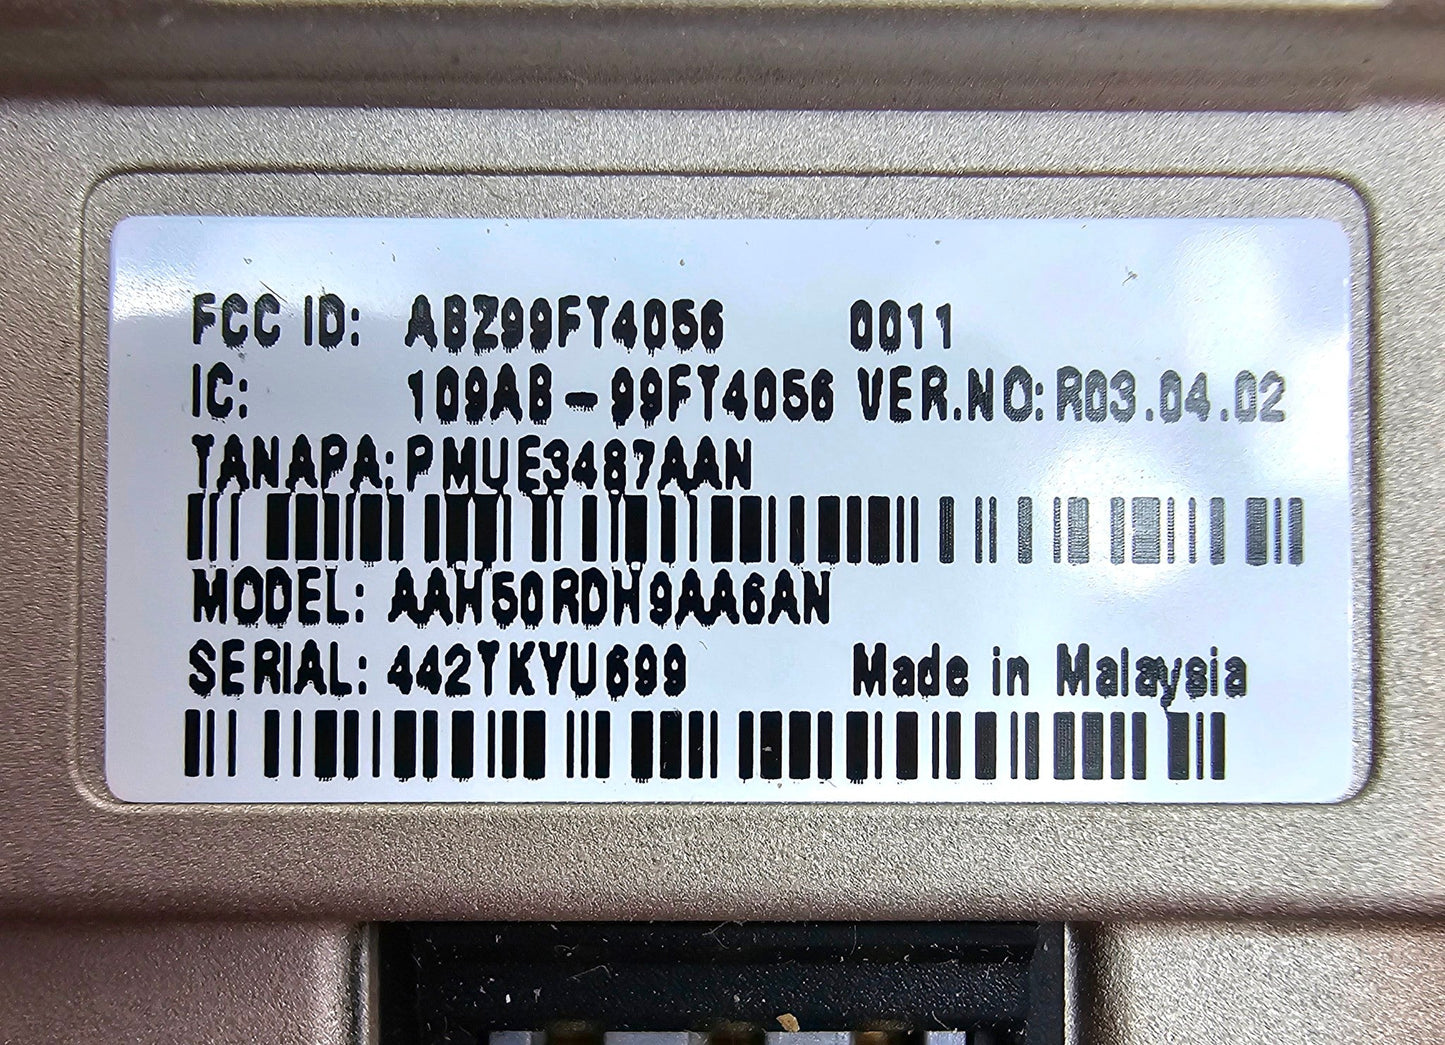 FCC ID: ABZ99FT4056 0011
IC: 109AB-99FT4056 VER.NO:R03.04.02
TANAPA:PMUE3487AAN
MODEL: AAH50RDH9AA6AN
SERIAL: 442TKYU699 Made in Malaysia